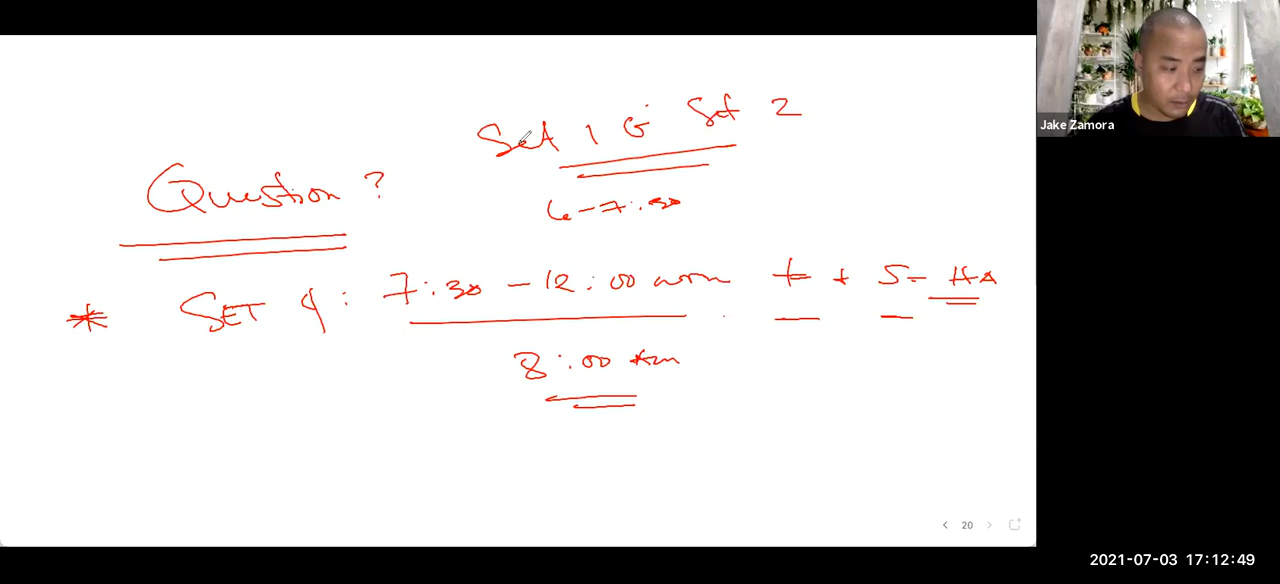 Set 1 & Set 2
Question ?
6-7:30
* SET 4: 7:30 - 12:00 + 5-
8:00 Am
Jake Zamora
20
2021-07-03 17:12:49